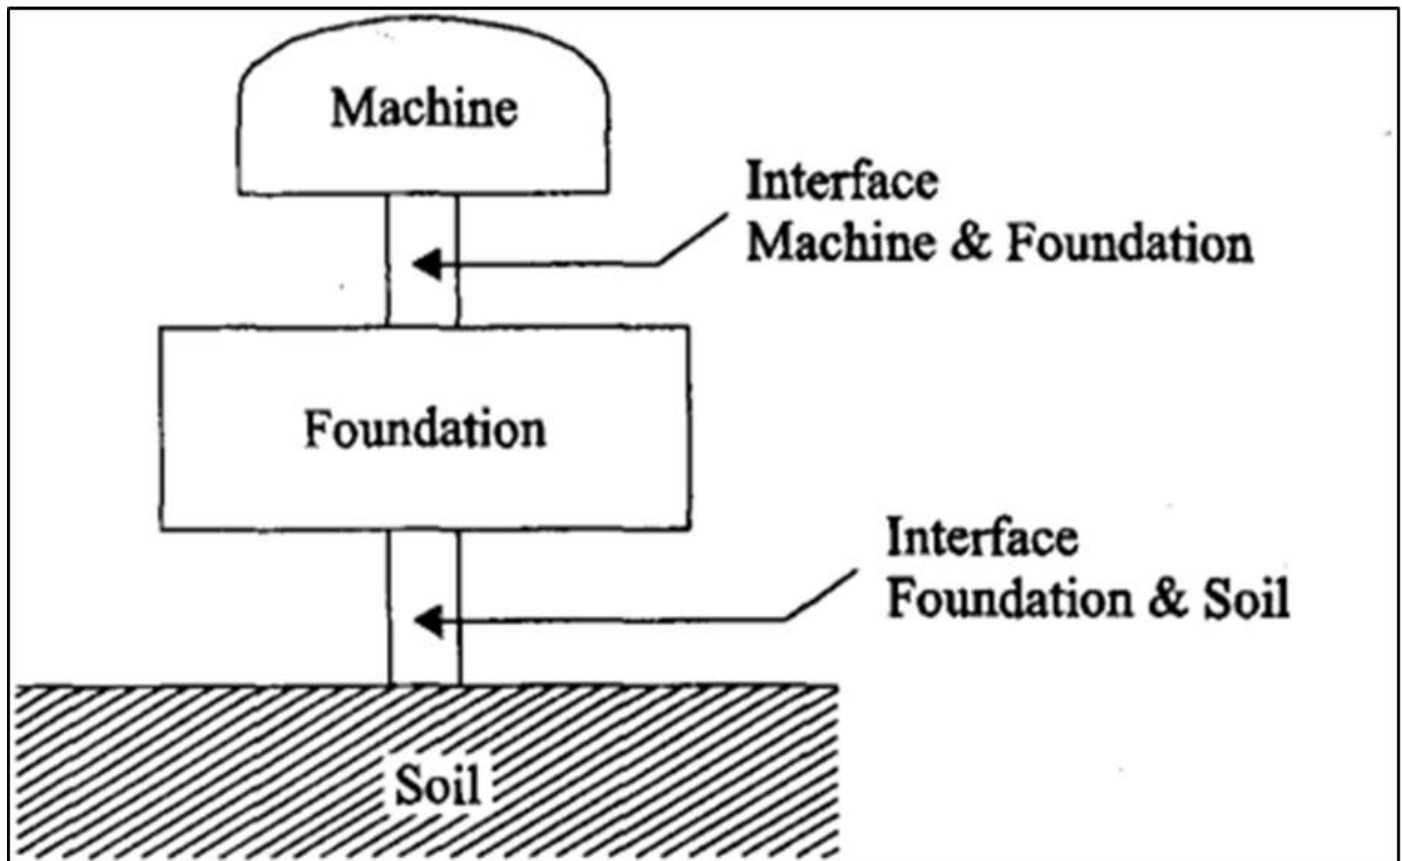 Machine
Interface
Machine & Foundation
Foundation
Interface
Foundation & Soil
Soil